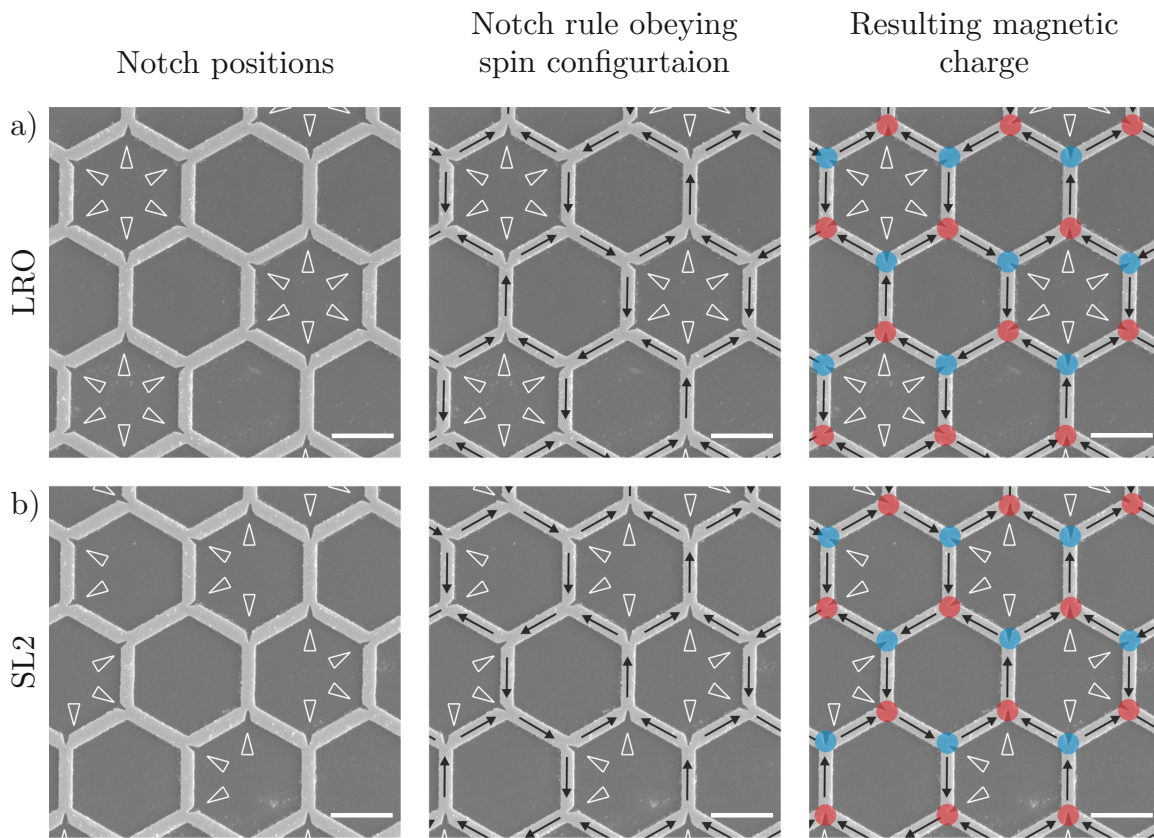 Notch positions
Notch rule obeying
spin configurtaion
Resulting magnetic
charge
a)
LRO
b)
SL2